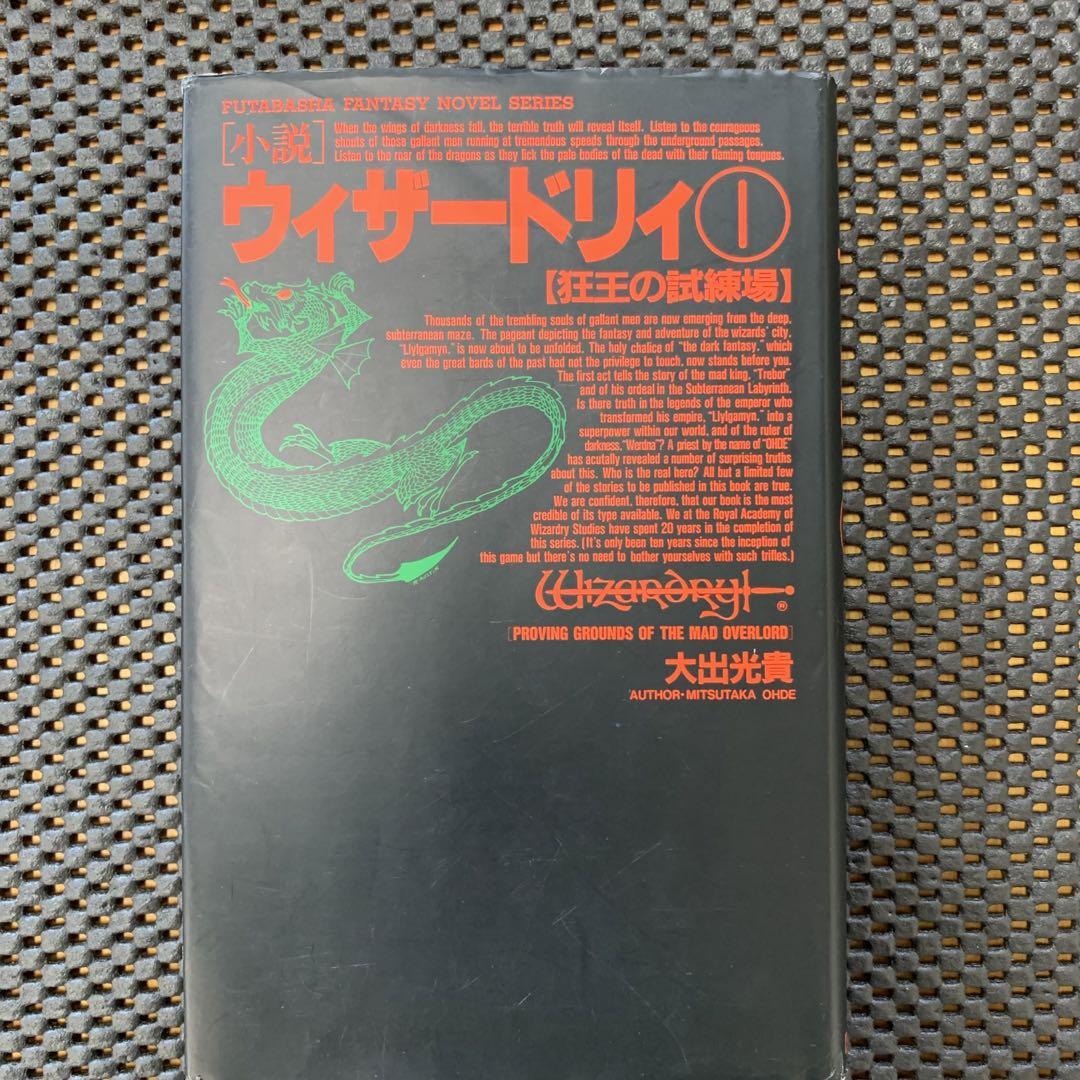 FUTABASHA FANTASY NOVEL SERIES
[小説]
When the wings of darkness fall, the terrible truth will reveal itself. Listen to the courageous
shouts of those gallant men running at tremendous speeds through the underground passages.
Listen to the roar of the dragons as they lick the pale bodies of the dead with their flaming tongues.
ウィザードリィ①
【狂王の試練場】
Thousands of the trembling souls of gallant men are now emerging from the deep,
subterranean maze. The pageant depicting the fantasy and adventure of the wizards' city,
"Llylgamyn," is now about to be unfolded. The holy chalice of "the dark fantasy," which
even the great bards of the past had not the privilege to touch, now stands before you.
The first act tells the story of the mad king, "Trebor"
and of his ordeal in the Subterranean Labyrinth.
Is there truth in the legends of the emperor who
transformed his empire, "Llylgamyn," into a
superpower within our world, and of the ruler of
darkness, "Werdna"? A priest by the name of "OHDE"
has acutally revealed a number of surprising truths
about this. Who is the real hero? All but a limited few
of the stories to be published in this book are true.
We are confident, therefore, that our book is the most
credible of its type available. We at the Royal Academy of
Wizardry Studies have spent 20 years in the completion of
this series. (It's only been ten years since the inception of
this game but there's no need to bother yourselves with such trifles.)
Wizardry ®
[PROVING GROUNDS OF THE MAD OVERLORD]
大出光貴
AUTHOR・MITSUTAKA OHDE